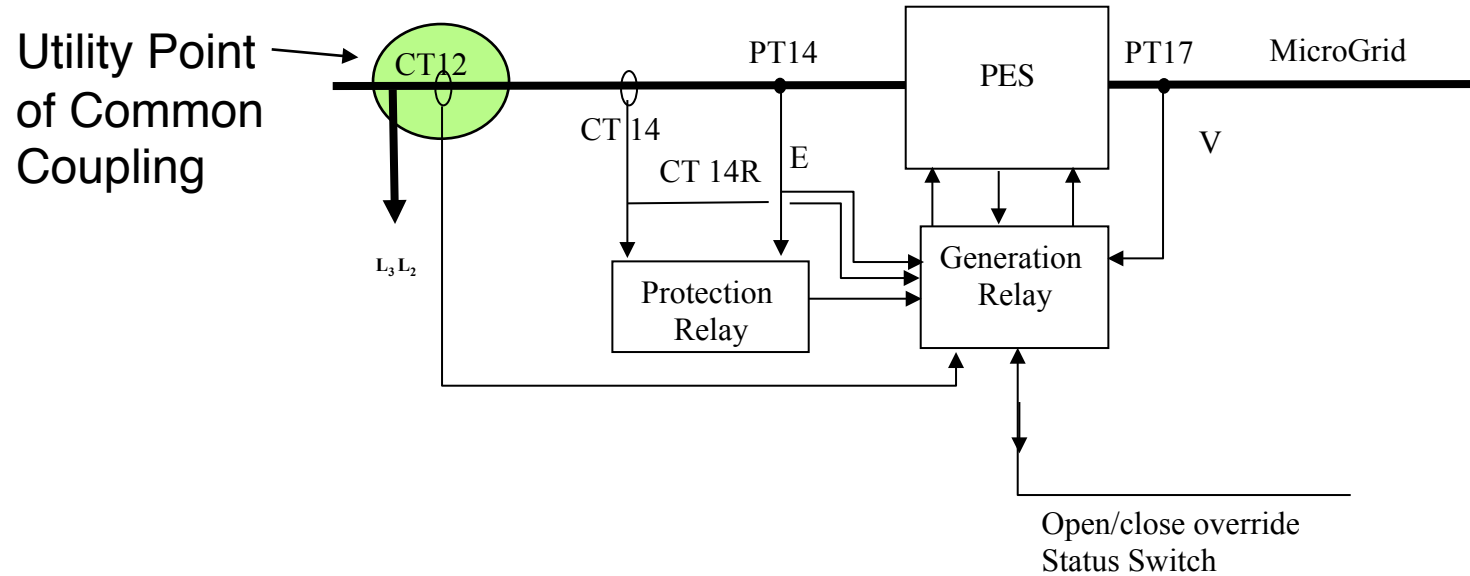 Utility Point
of Common
Coupling
CT12
PT14
PES
PT17
MicroGrid
CT 14
CT 14R
E
V
L3 L2
Protection
Relay
Generation
Relay
Open/close override
Status Switch